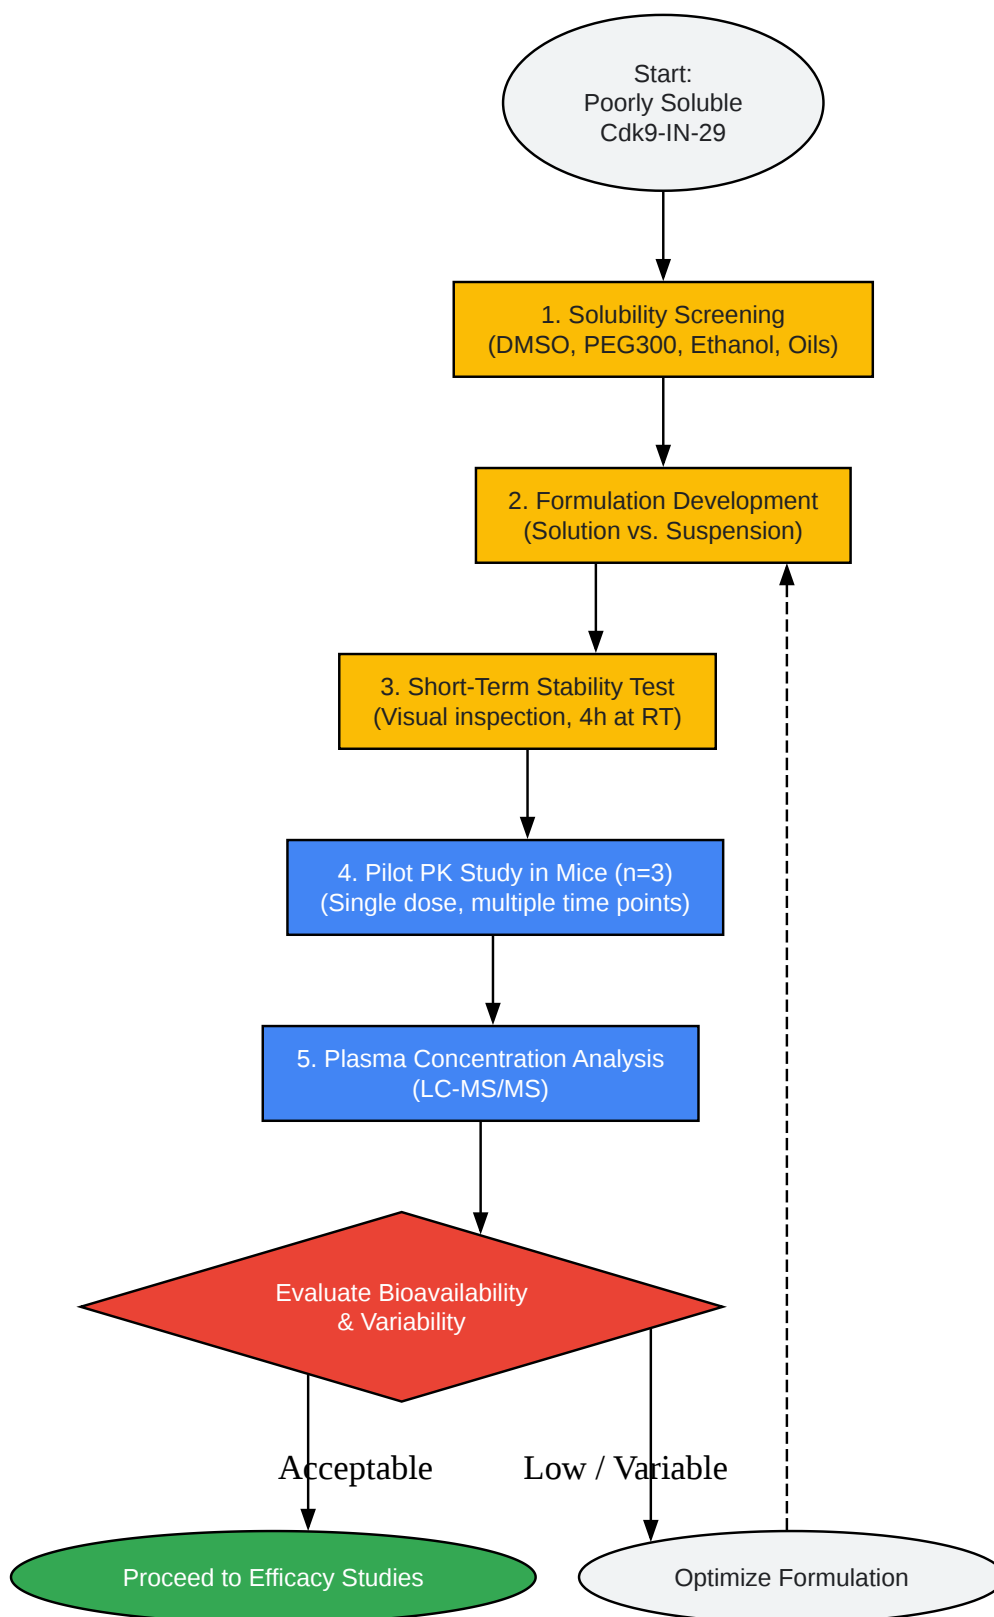 Start:
Poorly Soluble
Cdk9-IN-29
1. Solubility Screening
(DMSO, PEG300, Ethanol, Oils)
2. Formulation Development
(Solution vs. Suspension)
3. Short-Term Stability Test
(Visual inspection, 4h at RT)
4. Pilot PK Study in Mice (n=3)
(Single dose, multiple time points)
5. Plasma Concentration Analysis
(LC-MS/MS)
Evaluate Bioavailability
& Variability
Acceptable
Low / Variable
Proceed to Efficacy Studies
Optimize Formulation